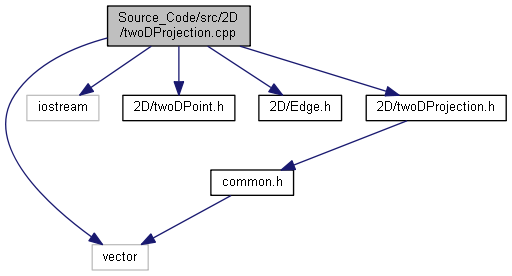 Source_Code/src/2D
/twoDProjection.cpp
iostream
2D/twoDPoint.h
2D/Edge.h
2D/twoDProjection.h
common.h
vector